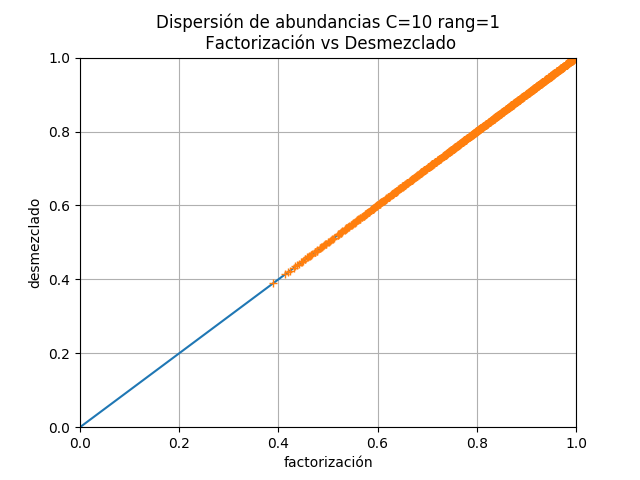 Dispersión de abundancias C=10 rang=1
Factorización vs Desmezclado
1.0
0.8
0.6
0.4
0.2
0.0
desmezclado
0.0 0.2 0.4 0.6 0.8 1.0
factorización